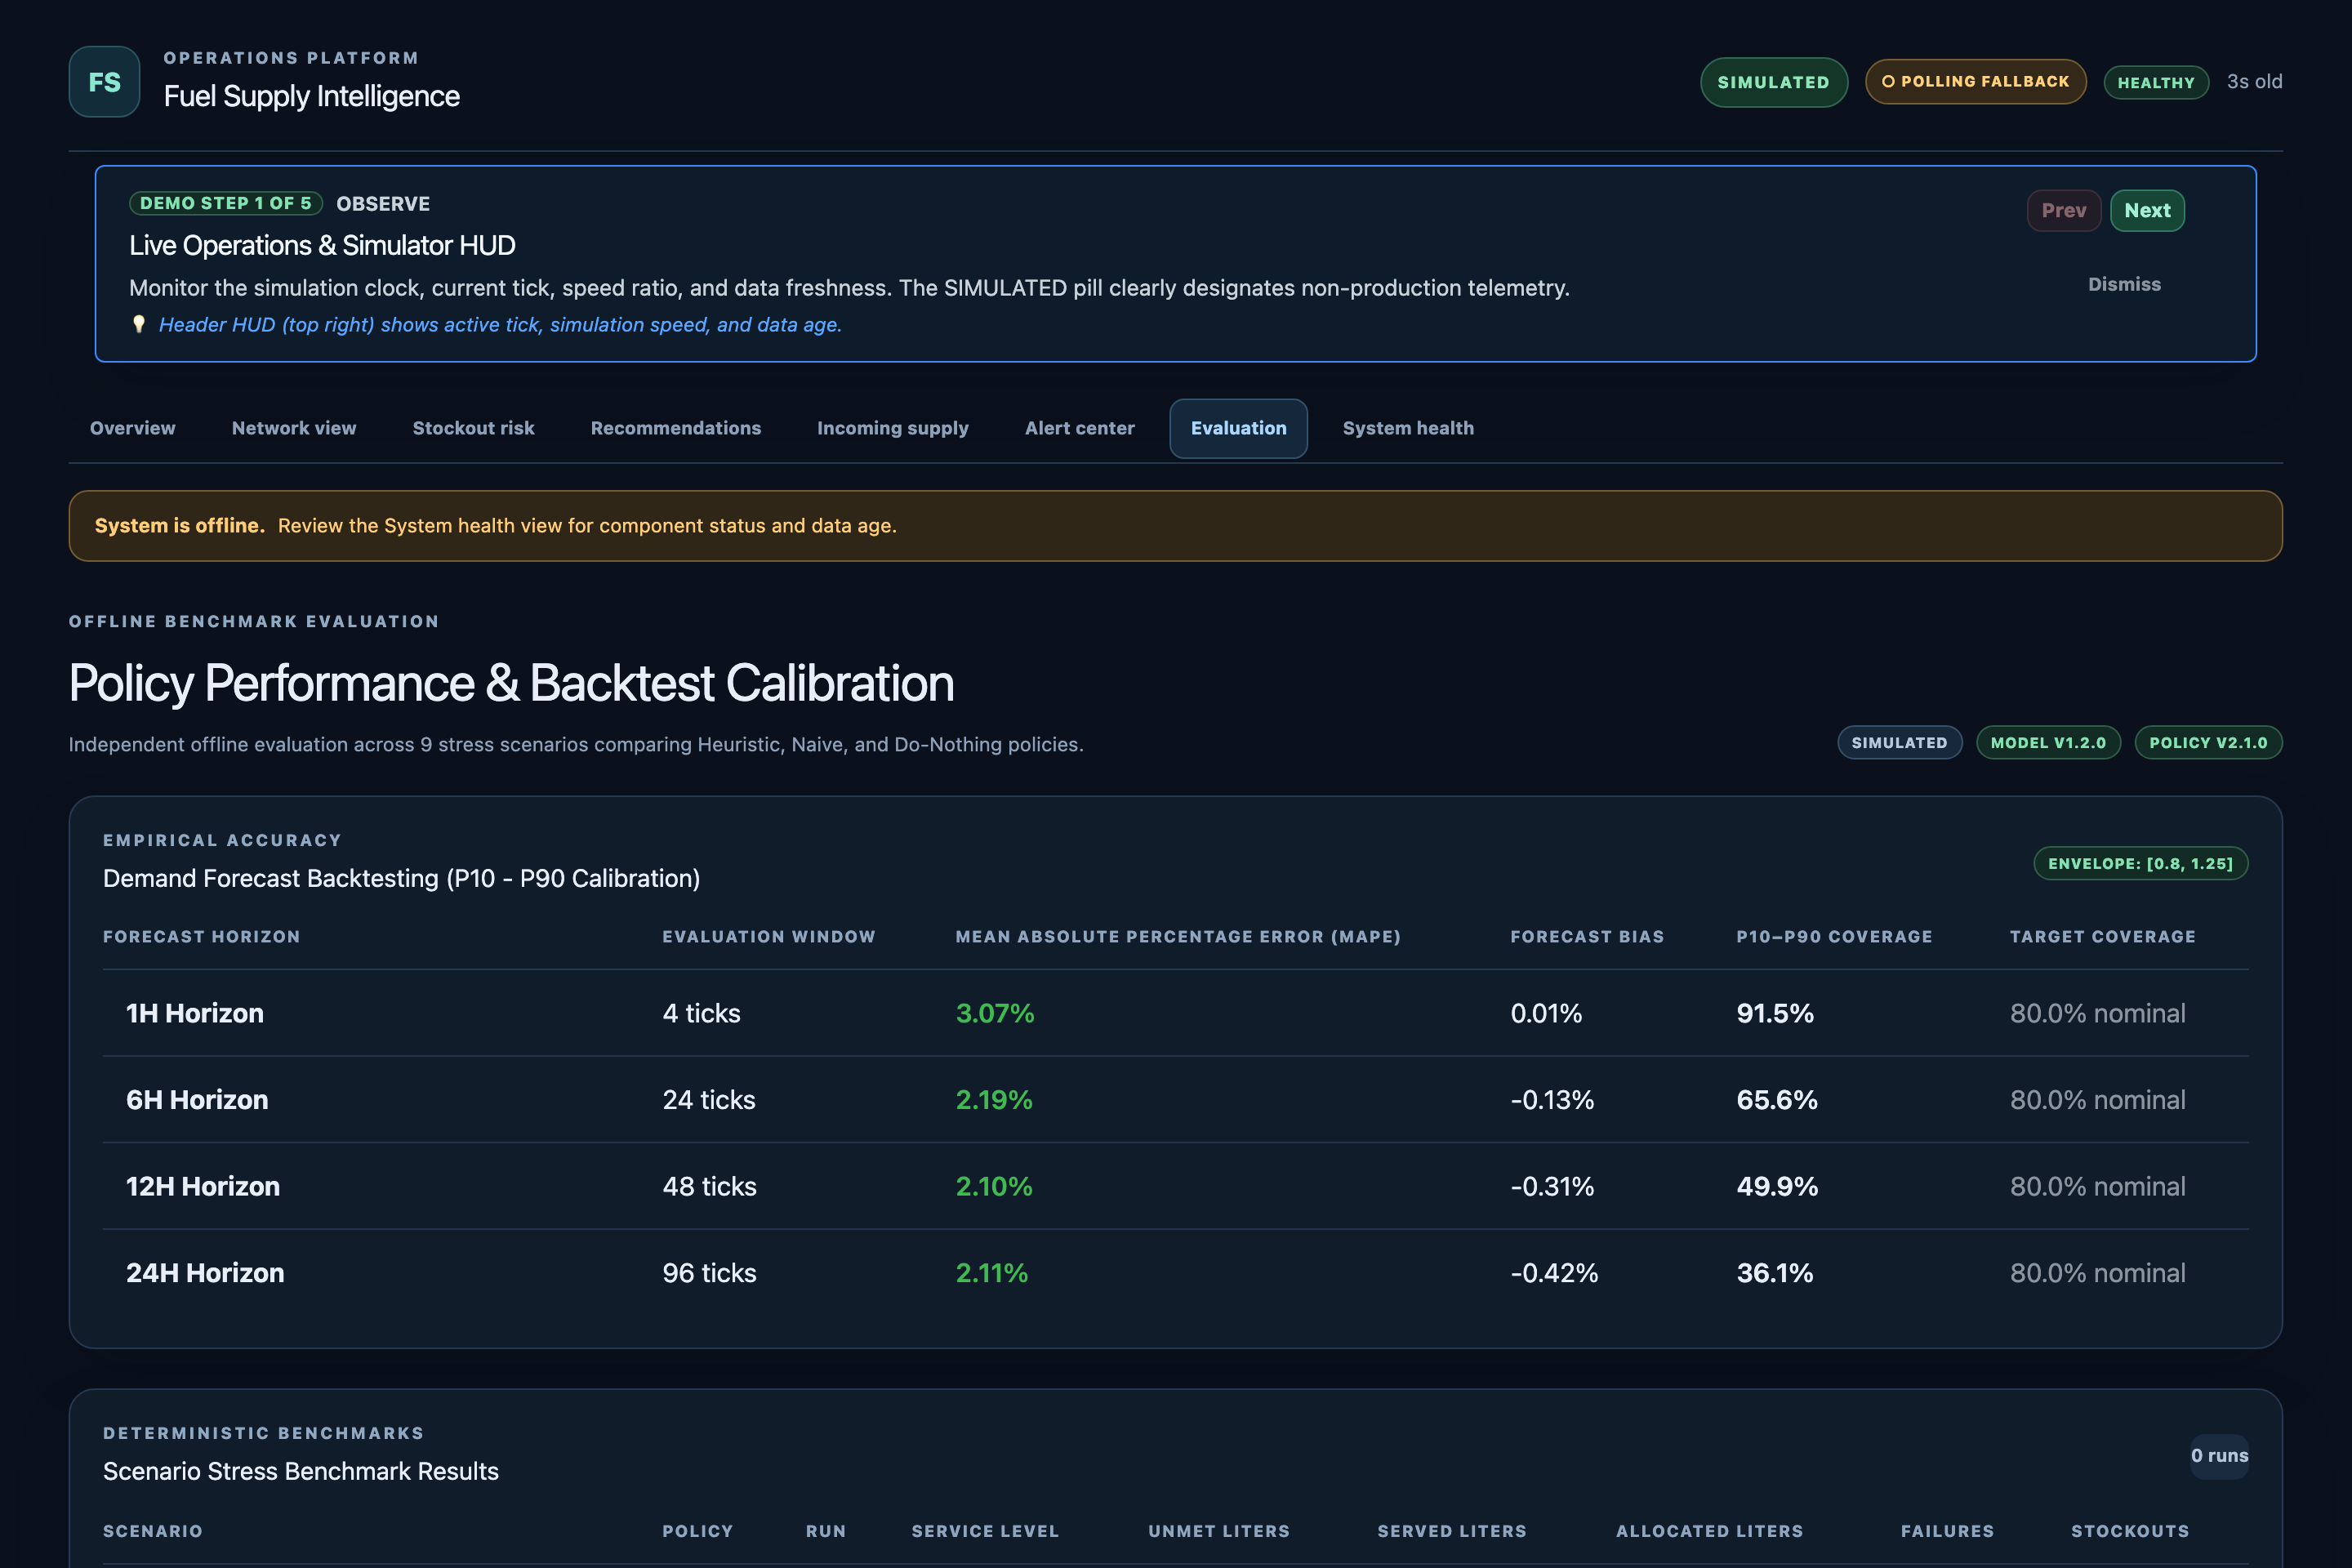 FS
OPERATIONS PLATFORM
Fuel Supply Intelligence
SIMULATED
POLLING FALLBACK
HEALTHY
3s old
DEMO STEP 1 OF 5 OBSERVE
Live Operations & Simulator HUD
Monitor the simulation clock, current tick, speed ratio, and data freshness. The SIMULATED pill clearly designates non-production telemetry.
Header HUD (top right) shows active tick, simulation speed, and data age.
Prev Next
Dismiss
Overview Network view Stockout risk Recommendations Incoming supply Alert center Evaluation System health
System is offline. Review the System health view for component status and data age.
OFFLINE BENCHMARK EVALUATION
Policy Performance & Backtest Calibration
Independent offline evaluation across 9 stress scenarios comparing Heuristic, Naive, and Do-Nothing policies.
SIMULATED MODEL V1.2.0 POLICY V2.1.0
EMPIRICAL ACCURACY
Demand Forecast Backtesting (P10 - P90 Calibration)
ENVELOPE: [0.8, 1.25]
FORECAST HORIZON EVALUATION WINDOW MEAN ABSOLUTE PERCENTAGE ERROR (MAPE) FORECAST BIAS P10–P90 COVERAGE TARGET COVERAGE
1H Horizon 4 ticks 3.07% 0.01% 91.5% 80.0% nominal
6H Horizon 24 ticks 2.19% -0.13% 65.6% 80.0% nominal
12H Horizon 48 ticks 2.10% -0.31% 49.9% 80.0% nominal
24H Horizon 96 ticks 2.11% -0.42% 36.1% 80.0% nominal
DETERMINISTIC BENCHMARKS
Scenario Stress Benchmark Results
0 runs
SCENARIO POLICY RUN SERVICE LEVEL UNMET LITERS SERVED LITERS ALLOCATED LITERS FAILURES STOCKOUTS